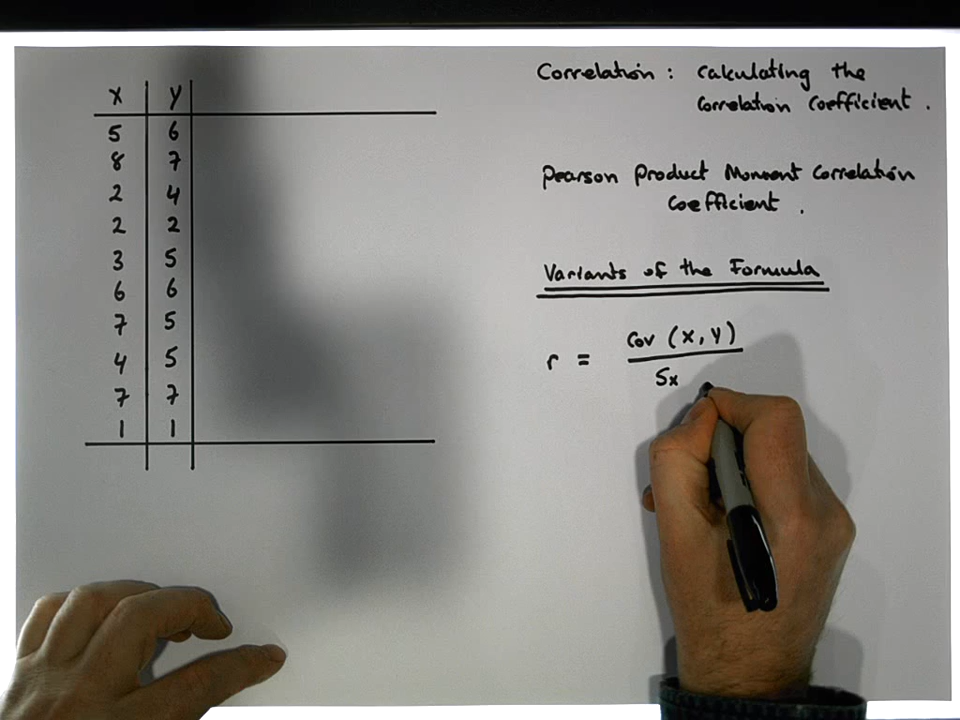 x y
5 6
8 7
2 4
2 2
3 5
6 6
7 5
4 5
7 7
1 1
Correlation : Calculating the
Correlation Coefficient .
Pearson Product Moment Correlation
Coefficient .
Variants of the Formula
r = Cov (x, y)
Sx